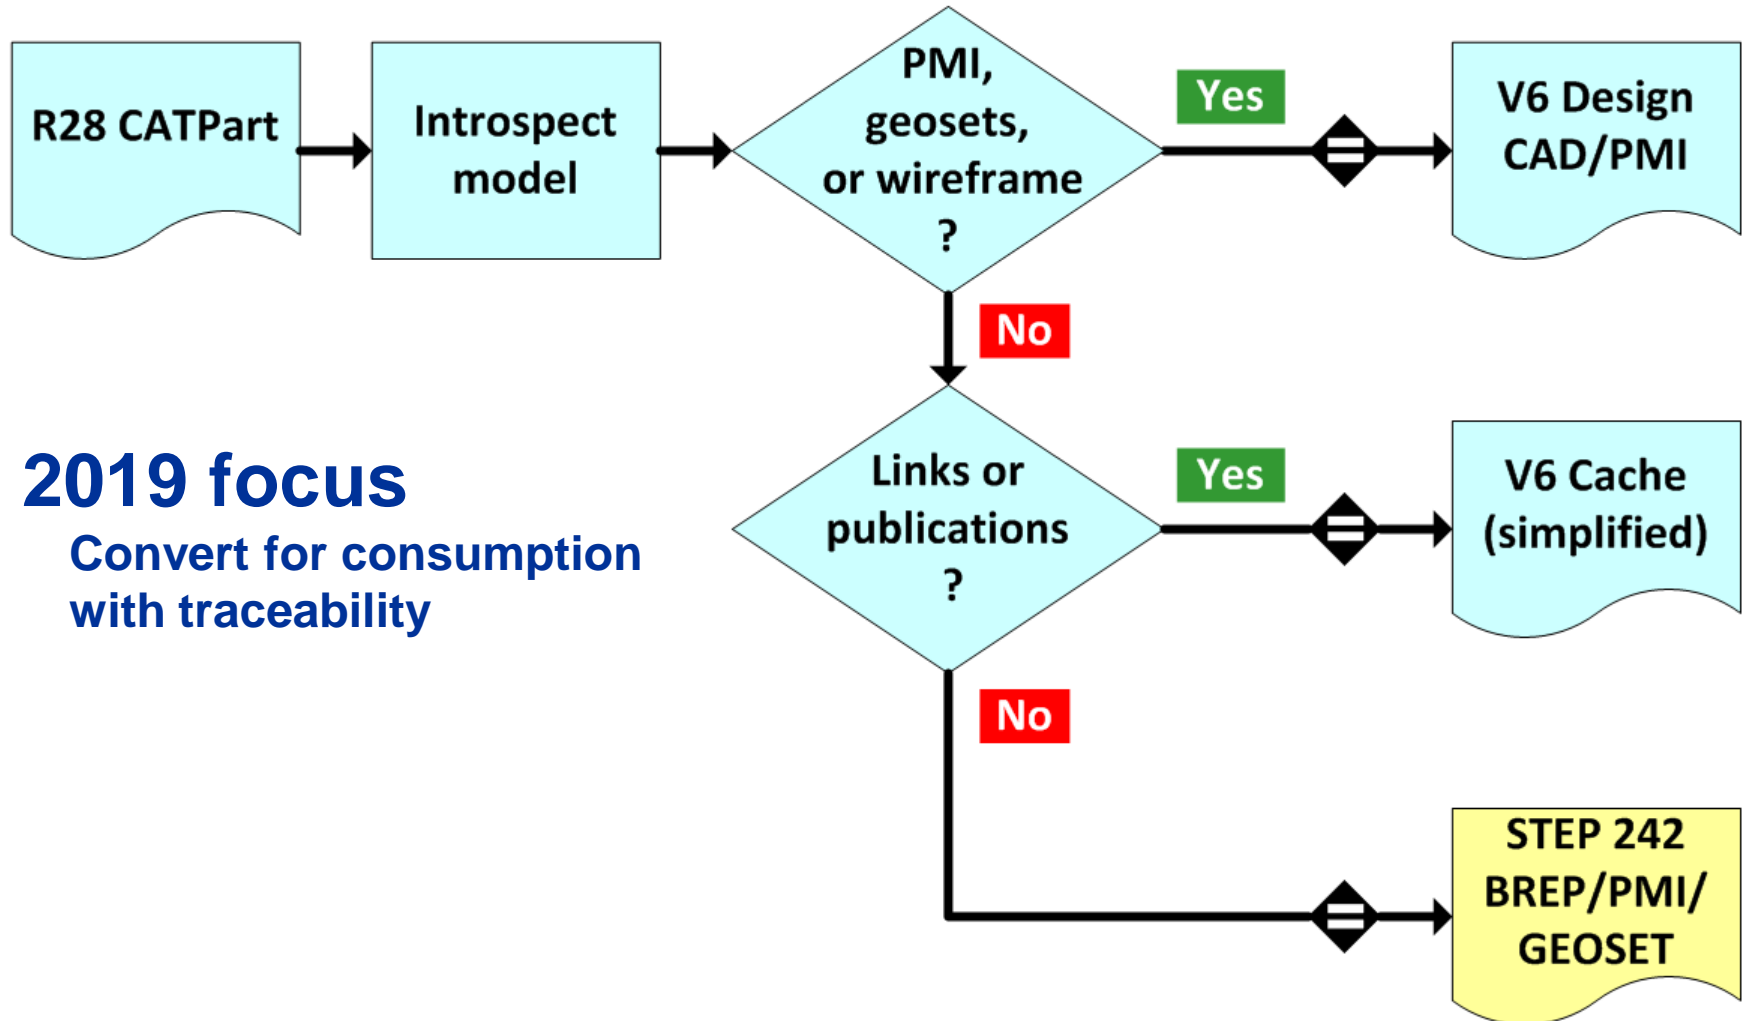 R28 CATPart
Introspect
model
PMI,
geosets,
or wireframe
?
Yes
V6 Design
CAD/PMI
No
2019 focus
Convert for consumption
with traceability
Links or
publications
?
Yes
V6 Cache
(simplified)
No
STEP 242
BREP/PMI/
GEOSET